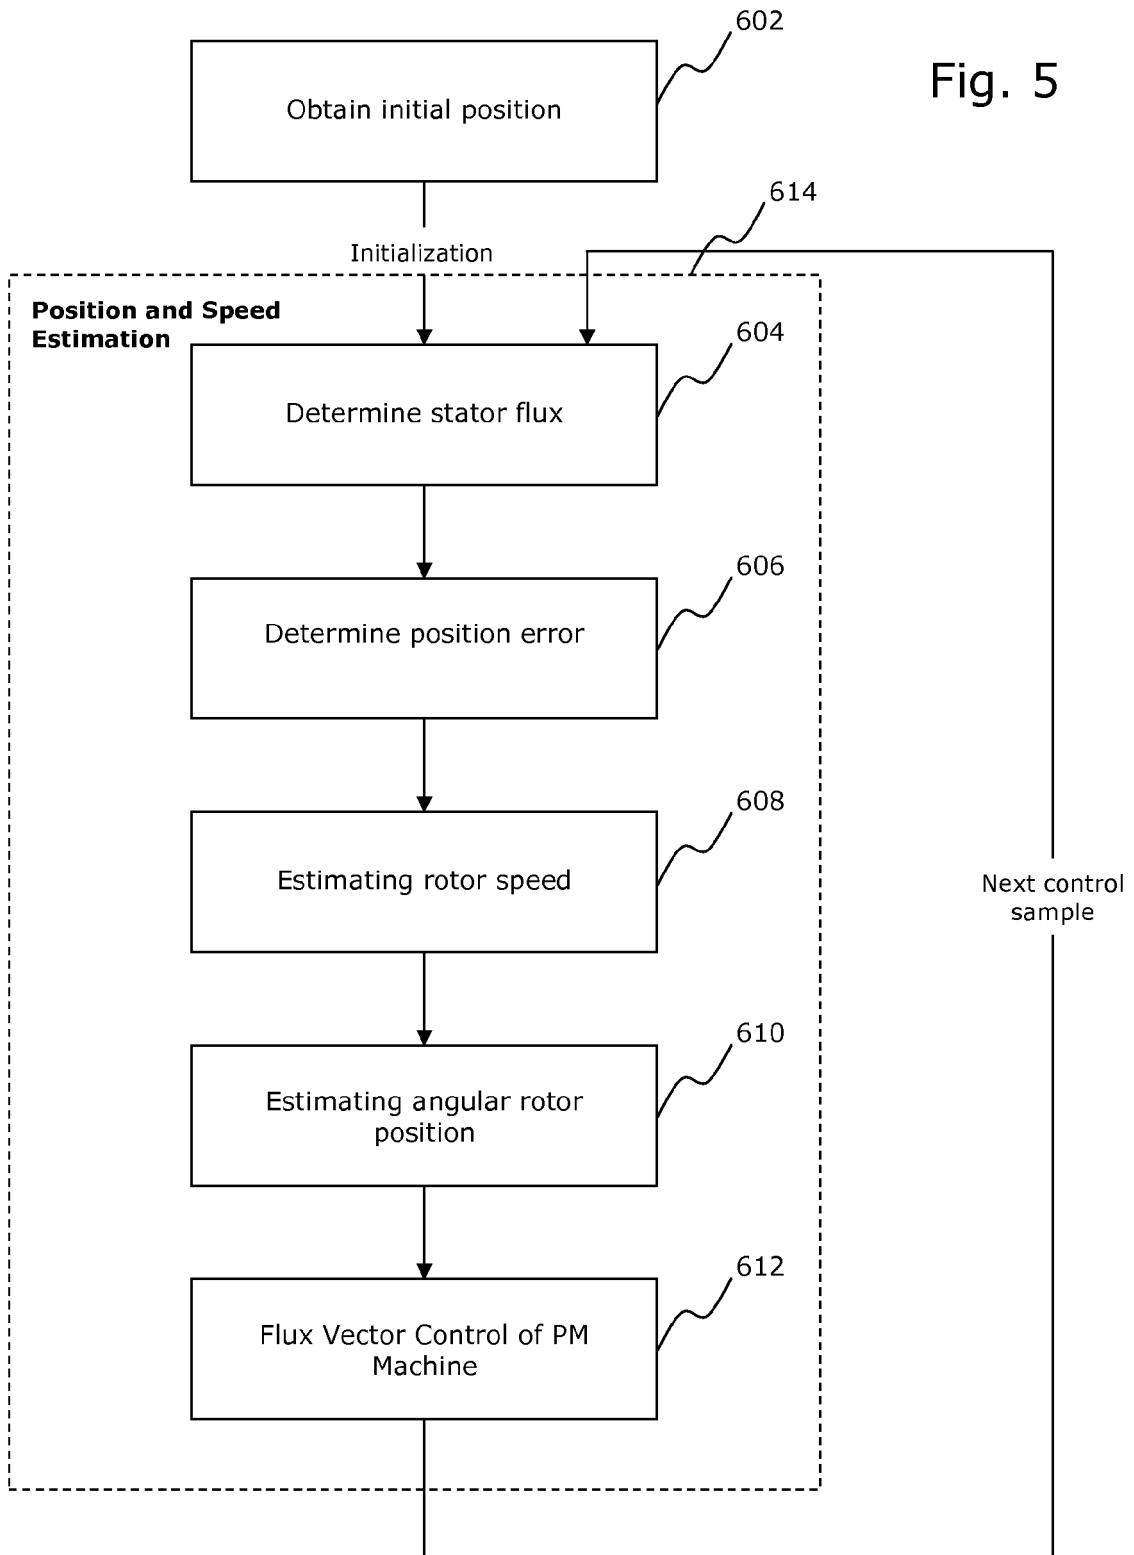 602
Fig. 5
Obtain initial position
614
Initialization
Position and Speed
Estimation
604
Determine stator flux
606
Determine position error
608
Estimating rotor speed
Next control
sample
610
Estimating angular rotor
position
612
Flux Vector Control of PM
Machine